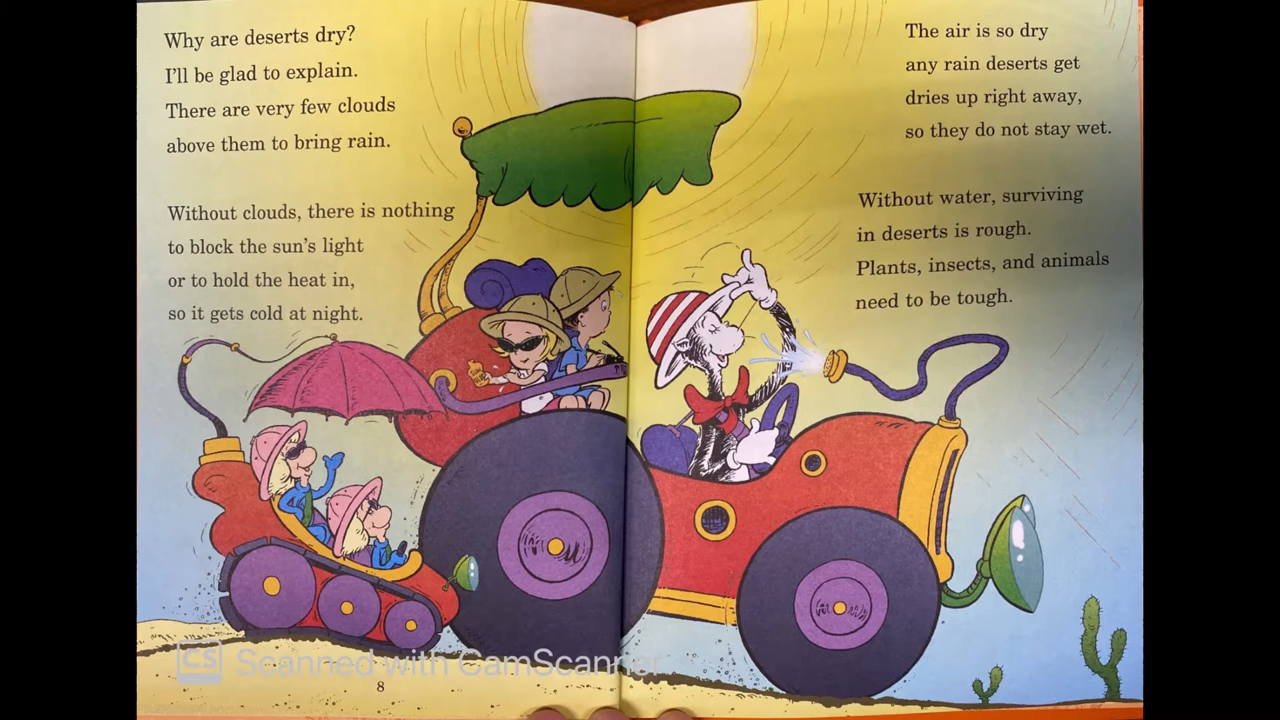 Why are deserts dry?
I'll be glad to explain.
There are very few clouds
above them to bring rain.
Without clouds, there is nothing
to block the sun's light
or to hold the heat in,
so it gets cold at night.
The air is so dry
any rain deserts get
dries up right away,
so they do not stay wet.
Without water, surviving
in deserts is rough.
Plants, insects, and animals
need to be tough.
CS Scanned with CamScanner
8